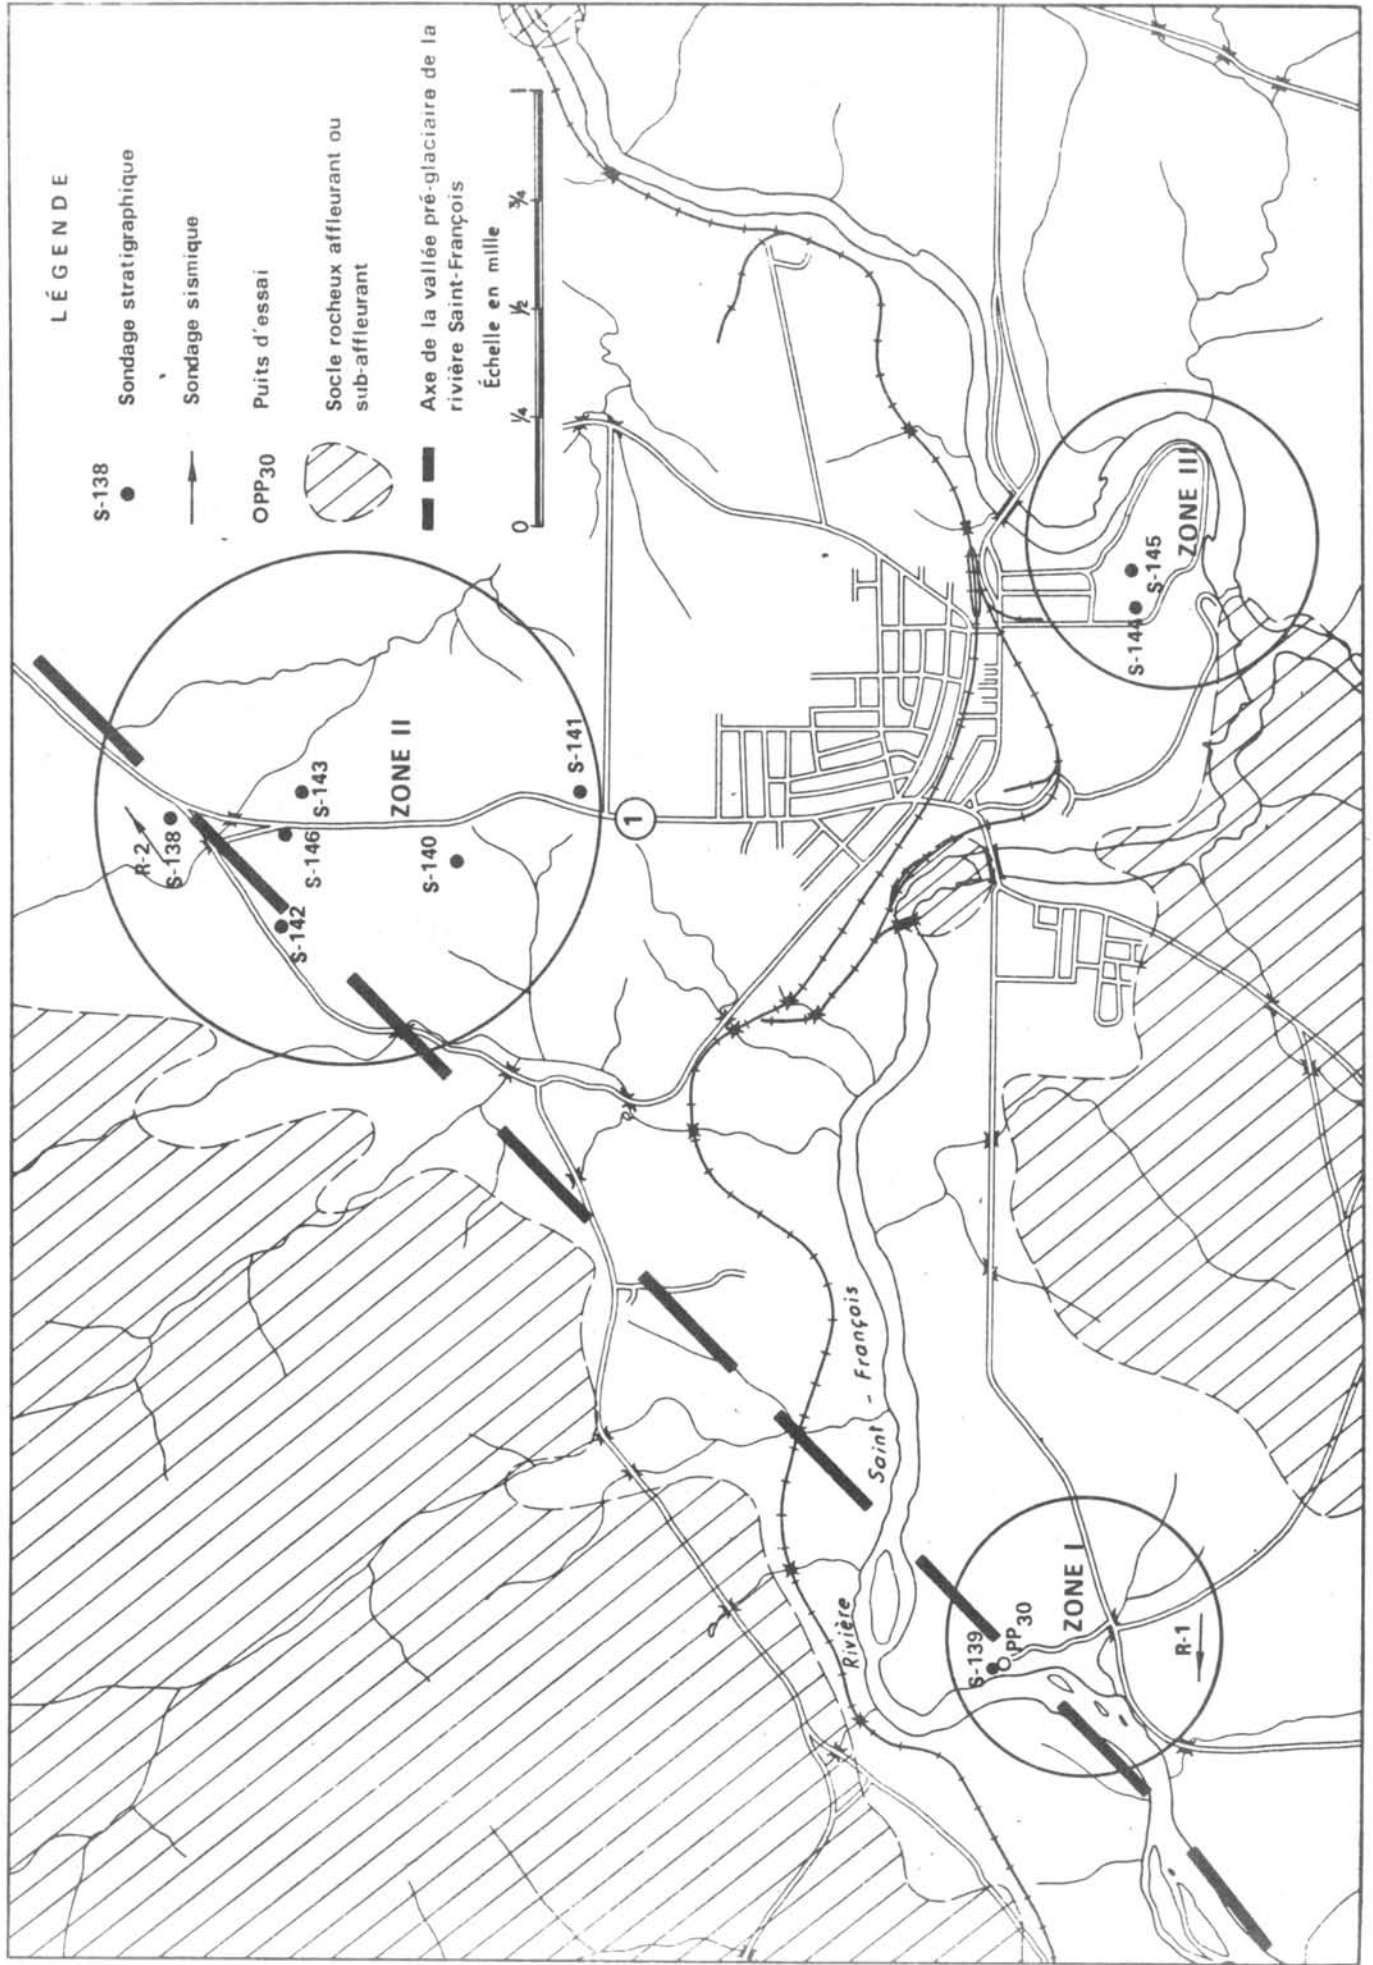 LÉGENDE
S-138
Sondage stratigraphique
Sondage sismique
OPP30
Puits d'essai
Socle rocheux affleurant ou
sub-affleurant
Axe de la vallée pré-glaciaire de la
rivière Saint-François
Échelle en mille
0 ¼ ½ ¾ 1
R-2
S-138
S-142
S-146
S-143
ZONE II
S-140
S-141
1
Rivière Saint - François
S-139
PP30
ZONE I
R-1
S-144
S-145
ZONE III